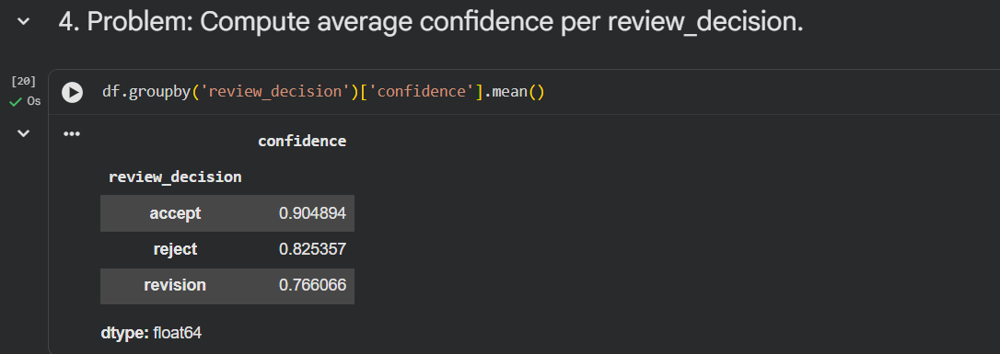 4. Problem: Compute average confidence per review_decision.
[20]
0s
df.groupby('review_decision')['confidence'].mean()
confidence
review_decision
accept 0.904894
reject 0.825357
revision 0.766066
dtype: float64